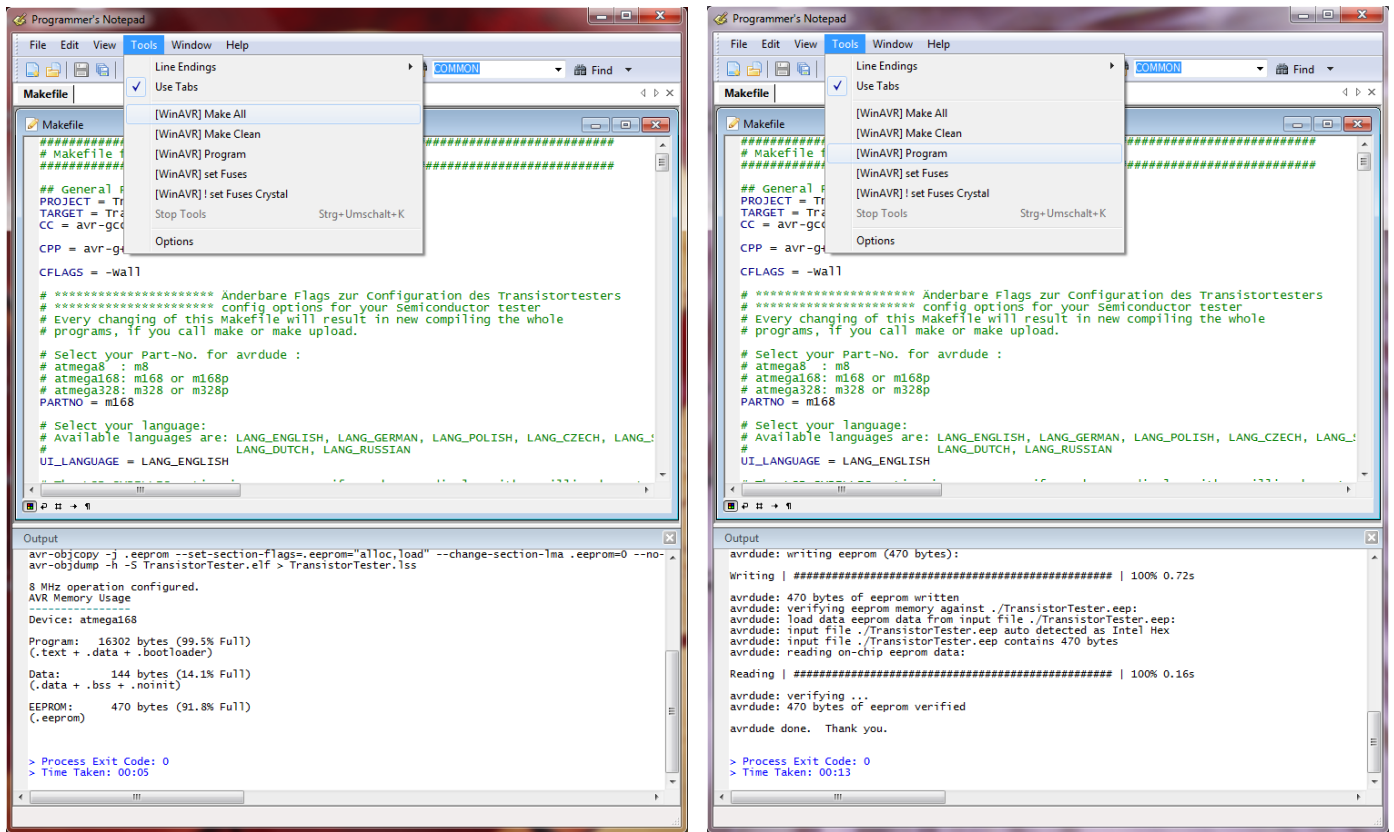 Programmer's Notepad
File Edit View Tools Window Help
COMMON Find
Line Endings
Use Tabs
[WinAVR] Make All
[WinAVR] Make Clean
[WinAVR] Program
[WinAVR] set Fuses
[WinAVR] ! set Fuses Crystal
Stop Tools Strg+Umschalt+K
Options
Makefile
Makefile
# Makefile
## General
PROJECT =
TARGET =
CC = avr-gcc
CPP = avr-g+
CFLAGS = -Wall
# ********************** Änderbare Flags zur Configuration des Transistortesters
# ********************** config options for your Semiconductor tester
# Every changing of this Makefile will result in new compiling the whole
# programs, if you call make or make upload.
# Select your Part-No. for avrdude :
# atmega8 : m8
# atmega168: m168 or m168p
# atmega328: m328 or m328p
PARTNO = m168
# Select your language:
# Available languages are: LANG_ENGLISH, LANG_GERMAN, LANG_POLISH, LANG_CZECH,
# LANG_DUTCH, LANG_RUSSIAN
UI_LANGUAGE = LANG_ENGLISH
Output
avr-objcopy -j .eeprom --set-section-flags=.eeprom="alloc,load" --change-section-lma .eeprom=0 --no-
avr-objdump -h -S TransistorTester.elf > TransistorTester.lss
8 MHz operation configured.
AVR Memory Usage
----------------
Device: atmega168
Program: 16302 bytes (99.5% Full)
(.text + .data + .bootloader)
Data: 144 bytes (14.1% Full)
(.data + .bss + .noinit)
EEPROM: 470 bytes (91.8% Full)
(.eeprom)
> Process Exit Code: 0
> Time Taken: 00:05
Programmer's Notepad
File Edit View Tools Window Help
COMMON Find
Line Endings
Use Tabs
[WinAVR] Make All
[WinAVR] Make Clean
[WinAVR] Program
[WinAVR] set Fuses
[WinAVR] ! set Fuses Crystal
Stop Tools Strg+Umschalt+K
Options
Makefile
Makefile
# Makefile
## General
PROJECT =
TARGET =
CC = avr-gcc
CPP = avr-g+
CFLAGS = -Wall
# ********************** Änderbare Flags zur Configuration des Transistortesters
# ********************** config options for your Semiconductor tester
# Every changing of this Makefile will result in new compiling the whole
# programs, if you call make or make upload.
# Select your Part-No. for avrdude :
# atmega8 : m8
# atmega168: m168 or m168p
# atmega328: m328 or m328p
PARTNO = m168
# Select your language:
# Available languages are: LANG_ENGLISH, LANG_GERMAN, LANG_POLISH, LANG_CZECH,
# LANG_DUTCH, LANG_RUSSIAN
UI_LANGUAGE = LANG_ENGLISH
Output
avrdude: writing eeprom (470 bytes):
Writing | ################################################## | 100% 0.72s
avrdude: 470 bytes of eeprom written
avrdude: verifying eeprom memory against ./TransistorTester.eep:
avrdude: load data eeprom data from input file ./TransistorTester.eep:
avrdude: input file ./TransistorTester.eep auto detected as Intel Hex
avrdude: input file ./TransistorTester.eep contains 470 bytes
avrdude: reading on-chip eeprom data:
Reading | ################################################## | 100% 0.16s
avrdude: verifying ...
avrdude: 470 bytes of eeprom verified
avrdude done. Thank you.
> Process Exit Code: 0
> Time Taken: 00:13